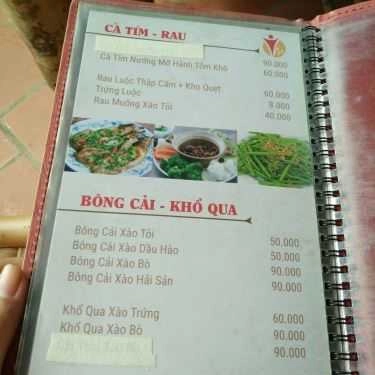 CÀ TÍM - RAU
90.000
Cà Tím Nướng Mỡ Hành Tôm Khô 60.000
Rau Luộc Thập Cẩm + Kho Quẹt 60.000
Trứng Luộc 8.000
Rau Muống Xào Tỏi 40.000
BÔNG CẢI - KHỔ QUA
Bông Cải Xào Tỏi 50.000
Bông Cải Xào Dầu Hào 50.000
Bông Cải Xào Bò 90.000
Bông Cải Xào Hải Sản 90.000
Khổ Qua Xào Trứng 60.000
Khổ Qua Xào Bò 90.000
90.000